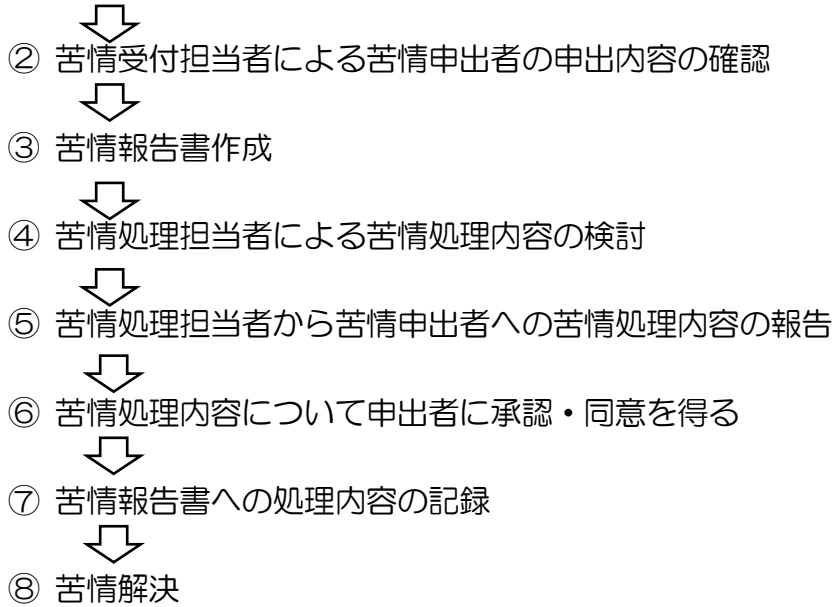 ② 苦情受付担当者による苦情申出者の申出内容の確認
③ 苦情報告書作成
④ 苦情処理担当者による苦情処理内容の検討
⑤ 苦情処理担当者から苦情申出者への苦情処理内容の報告
⑥ 苦情処理内容について申出者に承認・同意を得る
⑦ 苦情報告書への処理内容の記録
⑧ 苦情解決